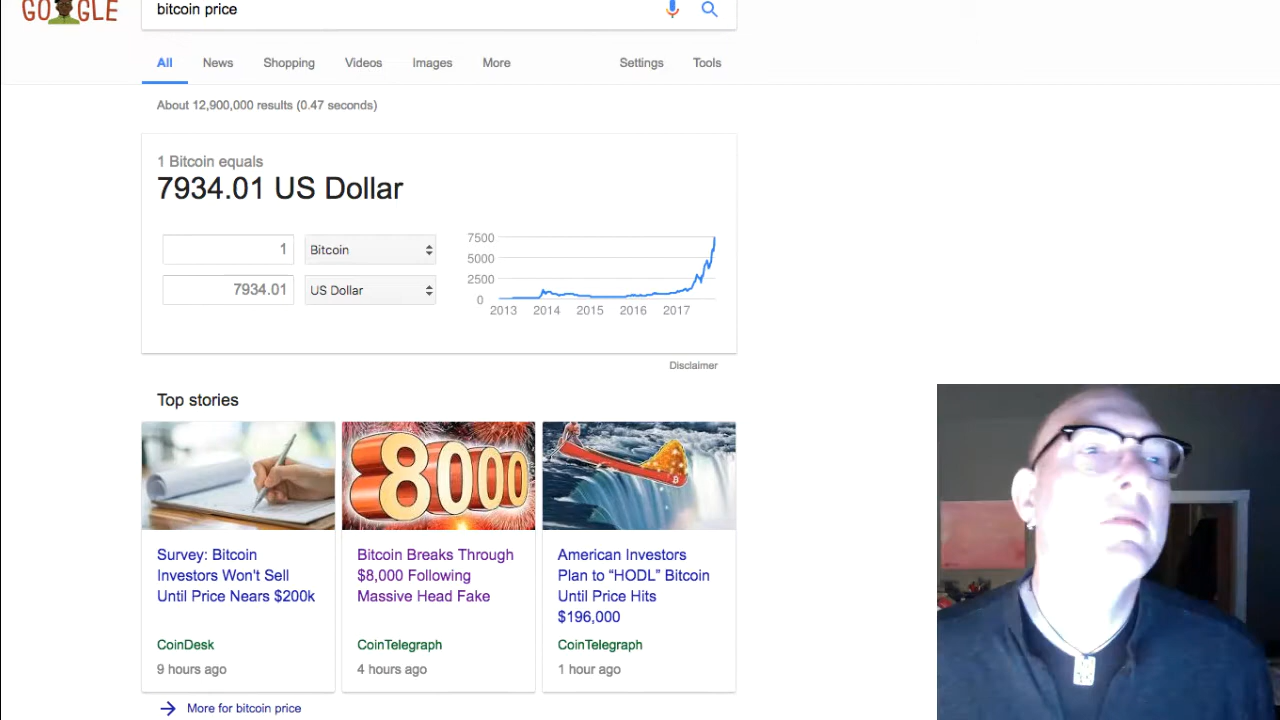 GO GLE
bitcoin price
All News Shopping Videos Images More Settings Tools
About 12,900,000 results (0.47 seconds)
1 Bitcoin equals
7934.01 US Dollar
1 Bitcoin
7934.01 US Dollar
7500
5000
2500
0
2013 2014 2015 2016 2017
Disclaimer
Top stories
8000
Survey: Bitcoin
Investors Won't Sell
Until Price Nears $200k
CoinDesk
9 hours ago
Bitcoin Breaks Through
$8,000 Following
Massive Head Fake
CoinTelegraph
4 hours ago
American Investors
Plan to “HODL” Bitcoin
Until Price Hits
$196,000
CoinTelegraph
1 hour ago
More for bitcoin price